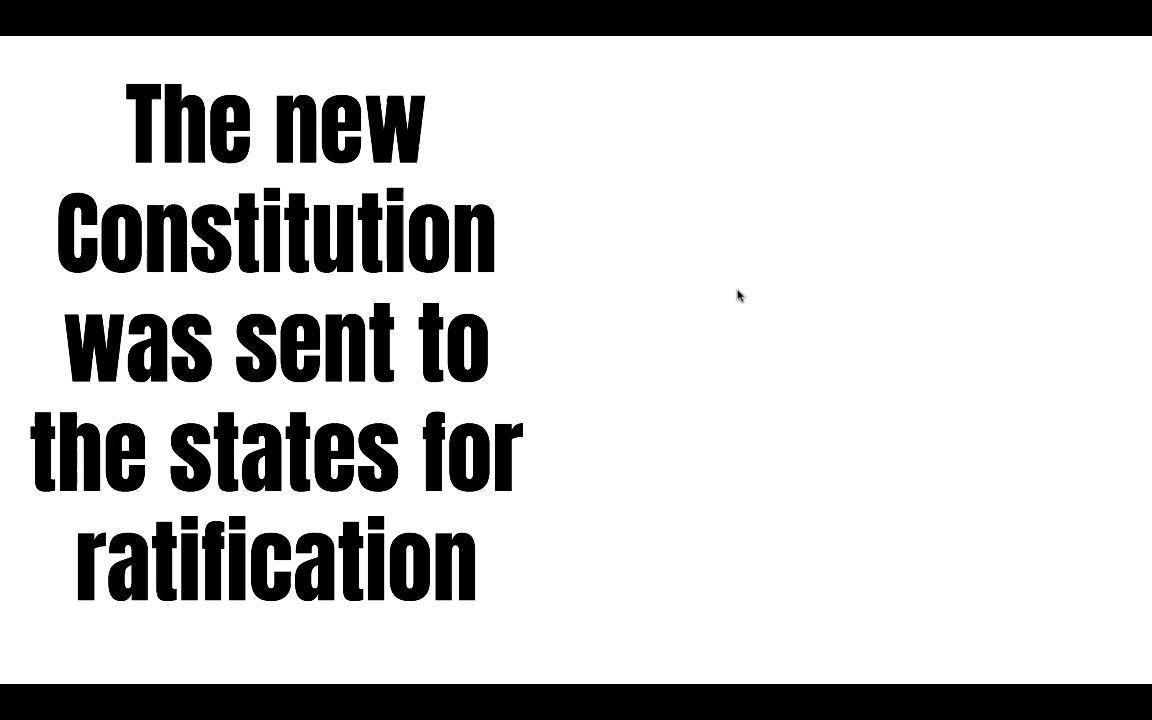 The new
Constitution
was sent to
the states for
ratification